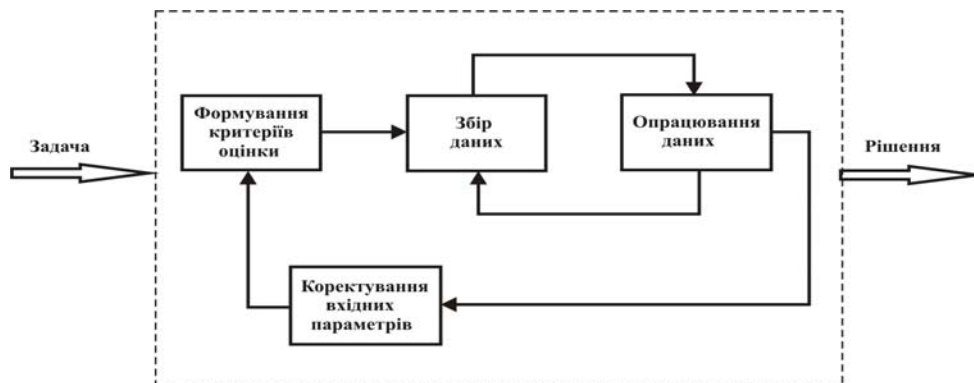 Задача
Формування
критеріїв
оцінки
Збір
даних
Опрацювання
даних
Рішення
Коректування
вхідних
параметрів